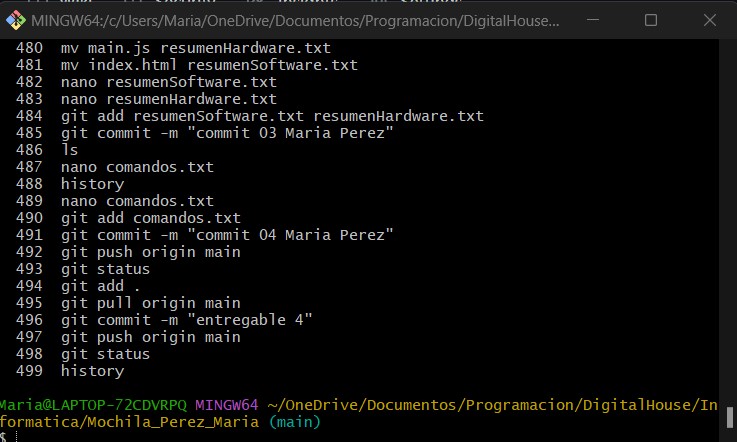 MINGW64:/c/Users/Maria/OneDrive/Documentos/Programacion/DigitalHouse...
480 mv main.js resumenHardware.txt
481 mv index.html resumenSoftware.txt
482 nano resumenSoftware.txt
483 nano resumenHardware.txt
484 git add resumenSoftware.txt resumenHardware.txt
485 git commit -m "commit 03 Maria Perez"
486 ls
487 nano comandos.txt
488 history
489 nano comandos.txt
490 git add comandos.txt
491 git commit -m "commit 04 Maria Perez"
492 git push origin main
493 git status
494 git add .
495 git pull origin main
496 git commit -m "entregable 4"
497 git push origin main
498 git status
499 history
Maria@LAPTOP-72CDVRPQ MINGW64 ~/OneDrive/Documentos/Programacion/DigitalHouse/In
formatica/Mochila_Perez_Maria (main)
$